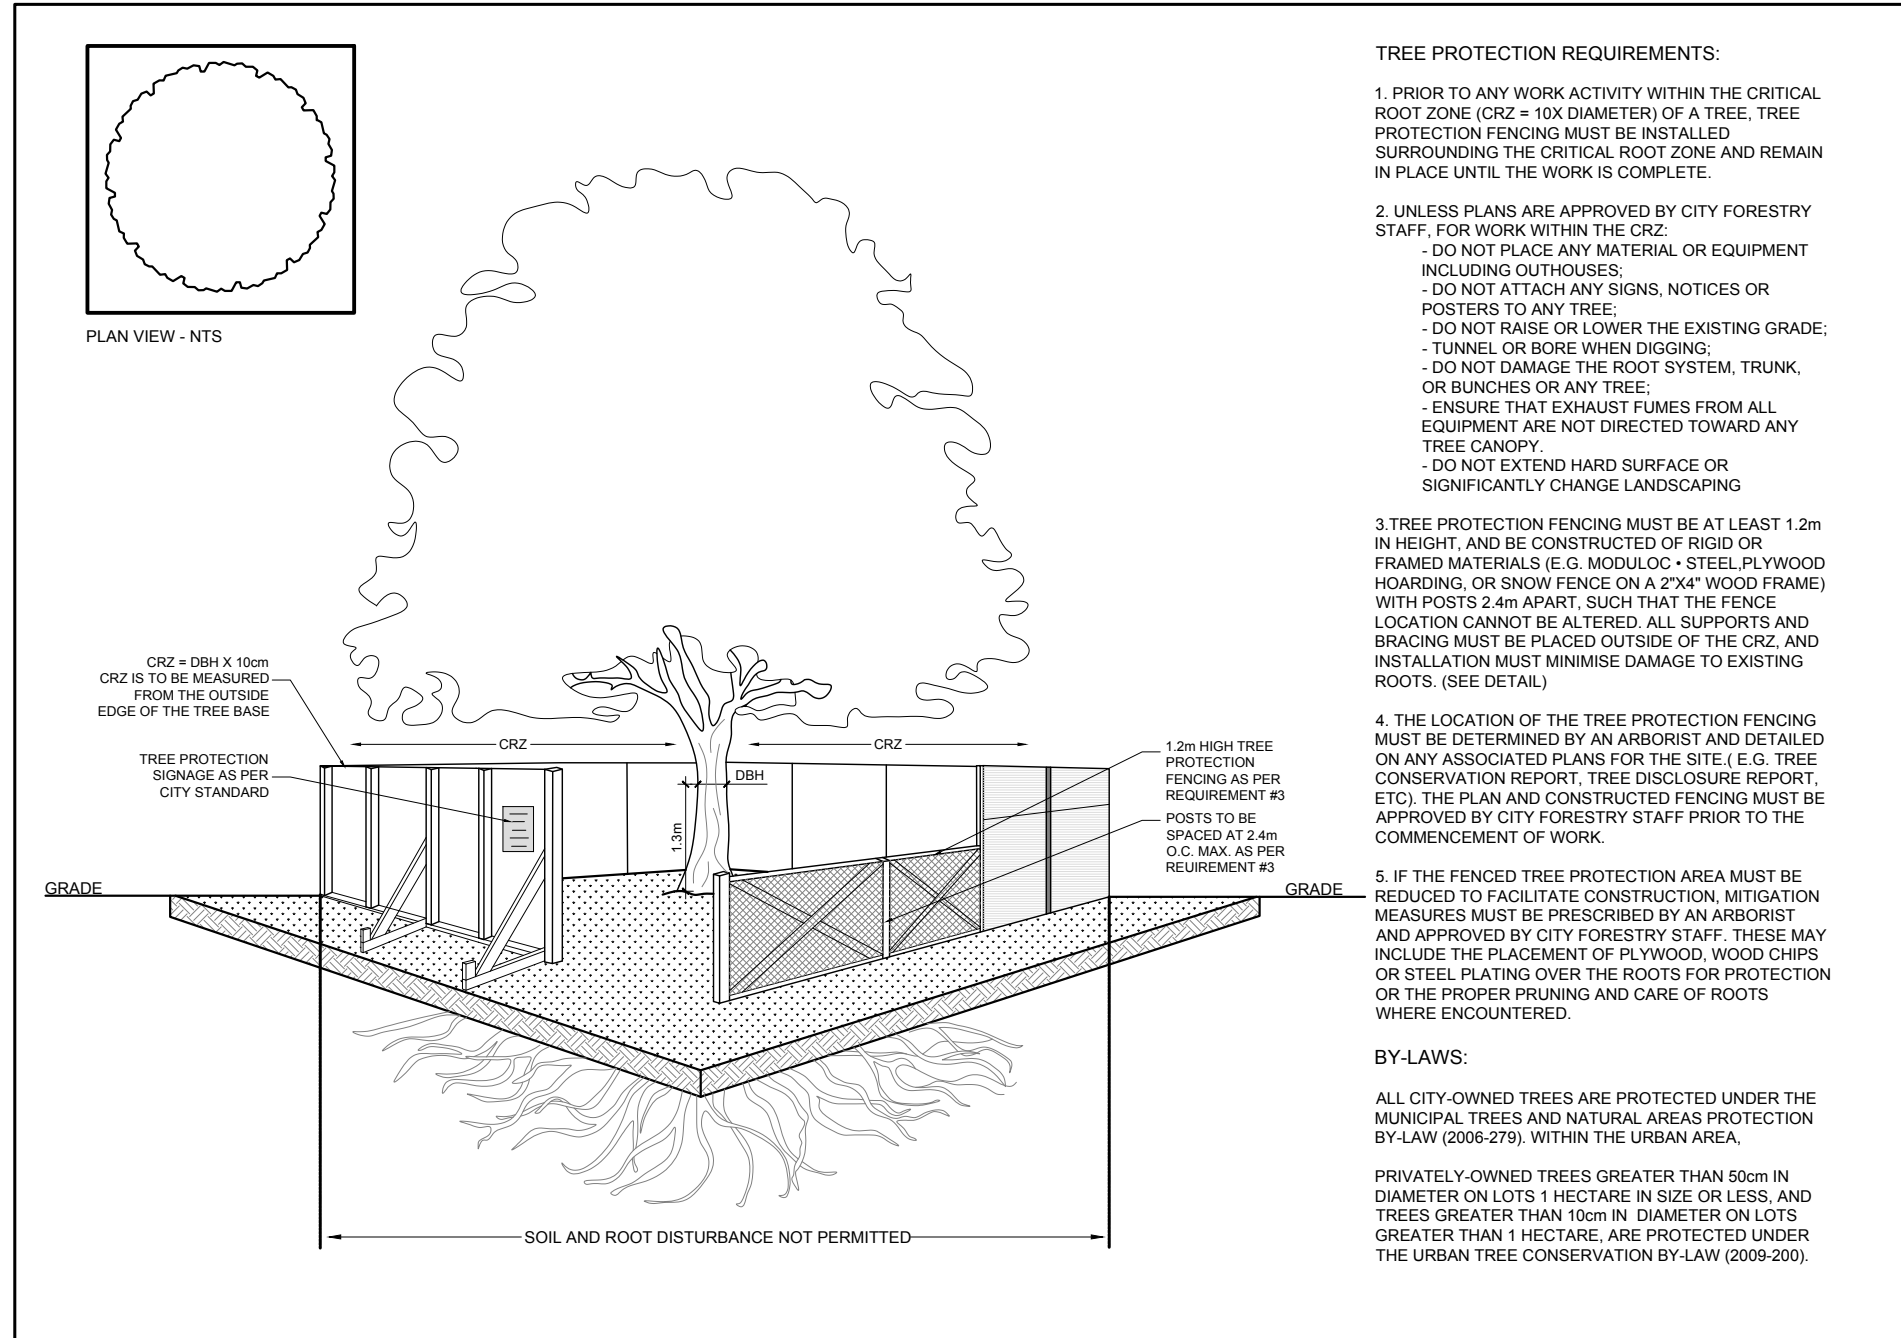 PLAN VIEW - NTS
CRZ = DBH X 10cm
CRZ IS TO BE MEASURED
FROM THE OUTSIDE
EDGE OF THE TREE BASE
TREE PROTECTION
SIGNAGE AS PER
CITY STANDARD
CRZ
CRZ
DBH
1.3m
1.2m HIGH TREE
PROTECTION
FENCING AS PER
REQUIREMENT #3
POSTS TO BE
SPACED AT 2.4m
O.C. MAX. AS PER
REUIREMENT #3
GRADE
GRADE
SOIL AND ROOT DISTURBANCE NOT PERMITTED
TREE PROTECTION REQUIREMENTS:
1. PRIOR TO ANY WORK ACTIVITY WITHIN THE CRITICAL
ROOT ZONE (CRZ = 10X DIAMETER) OF A TREE, TREE
PROTECTION FENCING MUST BE INSTALLED
SURROUNDING THE CRITICAL ROOT ZONE AND REMAIN
IN PLACE UNTIL THE WORK IS COMPLETE.
2. UNLESS PLANS ARE APPROVED BY CITY FORESTRY
STAFF, FOR WORK WITHIN THE CRZ:
- DO NOT PLACE ANY MATERIAL OR EQUIPMENT
INCLUDING OUTHOUSES;
- DO NOT ATTACH ANY SIGNS, NOTICES OR
POSTERS TO ANY TREE;
- DO NOT RAISE OR LOWER THE EXISTING GRADE;
- TUNNEL OR BORE WHEN DIGGING;
- DO NOT DAMAGE THE ROOT SYSTEM, TRUNK,
OR BUNCHES OR ANY TREE;
- ENSURE THAT EXHAUST FUMES FROM ALL
EQUIPMENT ARE NOT DIRECTED TOWARD ANY
TREE CANOPY.
- DO NOT EXTEND HARD SURFACE OR
SIGNIFICANTLY CHANGE LANDSCAPING
3.TREE PROTECTION FENCING MUST BE AT LEAST 1.2m
IN HEIGHT, AND BE CONSTRUCTED OF RIGID OR
FRAMED MATERIALS (E.G. MODULOC • STEEL,PLYWOOD
HOARDING, OR SNOW FENCE ON A 2"X4" WOOD FRAME)
WITH POSTS 2.4m APART, SUCH THAT THE FENCE
LOCATION CANNOT BE ALTERED. ALL SUPPORTS AND
BRACING MUST BE PLACED OUTSIDE OF THE CRZ, AND
INSTALLATION MUST MINIMISE DAMAGE TO EXISTING
ROOTS. (SEE DETAIL)
4. THE LOCATION OF THE TREE PROTECTION FENCING
MUST BE DETERMINED BY AN ARBORIST AND DETAILED
ON ANY ASSOCIATED PLANS FOR THE SITE.( E.G. TREE
CONSERVATION REPORT, TREE DISCLOSURE REPORT,
ETC). THE PLAN AND CONSTRUCTED FENCING MUST BE
APPROVED BY CITY FORESTRY STAFF PRIOR TO THE
COMMENCEMENT OF WORK.
5. IF THE FENCED TREE PROTECTION AREA MUST BE
REDUCED TO FACILITATE CONSTRUCTION, MITIGATION
MEASURES MUST BE PRESCRIBED BY AN ARBORIST
AND APPROVED BY CITY FORESTRY STAFF. THESE MAY
INCLUDE THE PLACEMENT OF PLYWOOD, WOOD CHIPS
OR STEEL PLATING OVER THE ROOTS FOR PROTECTION
OR THE PROPER PRUNING AND CARE OF ROOTS
WHERE ENCOUNTERED.
BY-LAWS:
ALL CITY-OWNED TREES ARE PROTECTED UNDER THE
MUNICIPAL TREES AND NATURAL AREAS PROTECTION
BY-LAW (2006-279). WITHIN THE URBAN AREA,
PRIVATELY-OWNED TREES GREATER THAN 50cm IN
DIAMETER ON LOTS 1 HECTARE IN SIZE OR LESS, AND
TREES GREATER THAN 10cm IN DIAMETER ON LOTS
GREATER THAN 1 HECTARE, ARE PROTECTED UNDER
THE URBAN TREE CONSERVATION BY-LAW (2009-200).